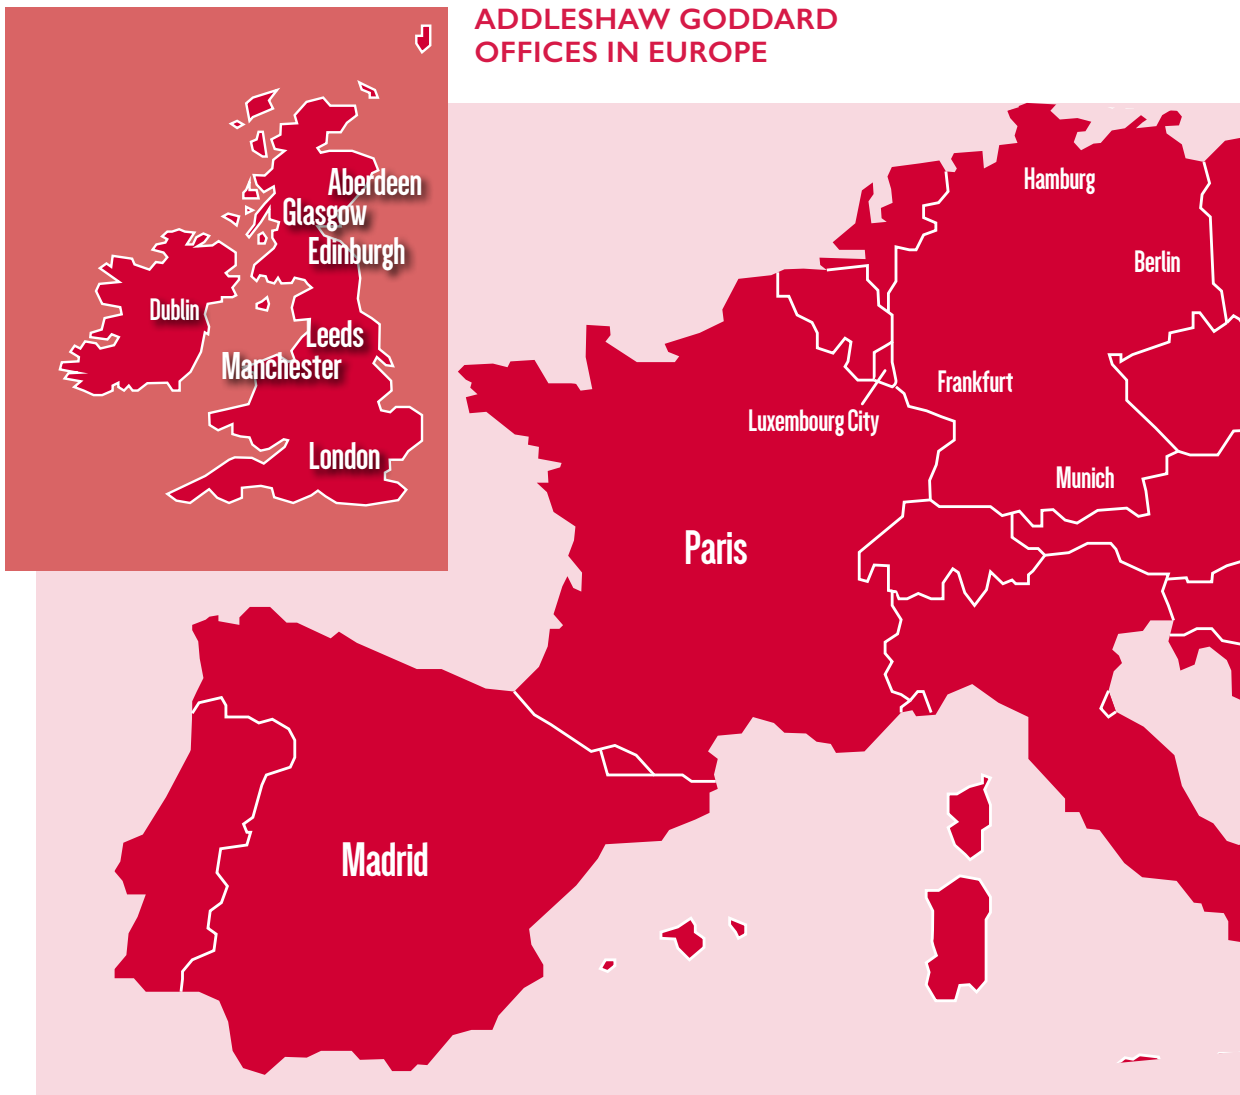 ADDLESHAW GODDARD
OFFICES IN EUROPE
Aberdeen
Glasgow
Edinburgh
Dublin
Leeds
Manchester
London
Hamburg
Berlin
Frankfurt
Luxembourg City
Munich
Paris
Madrid